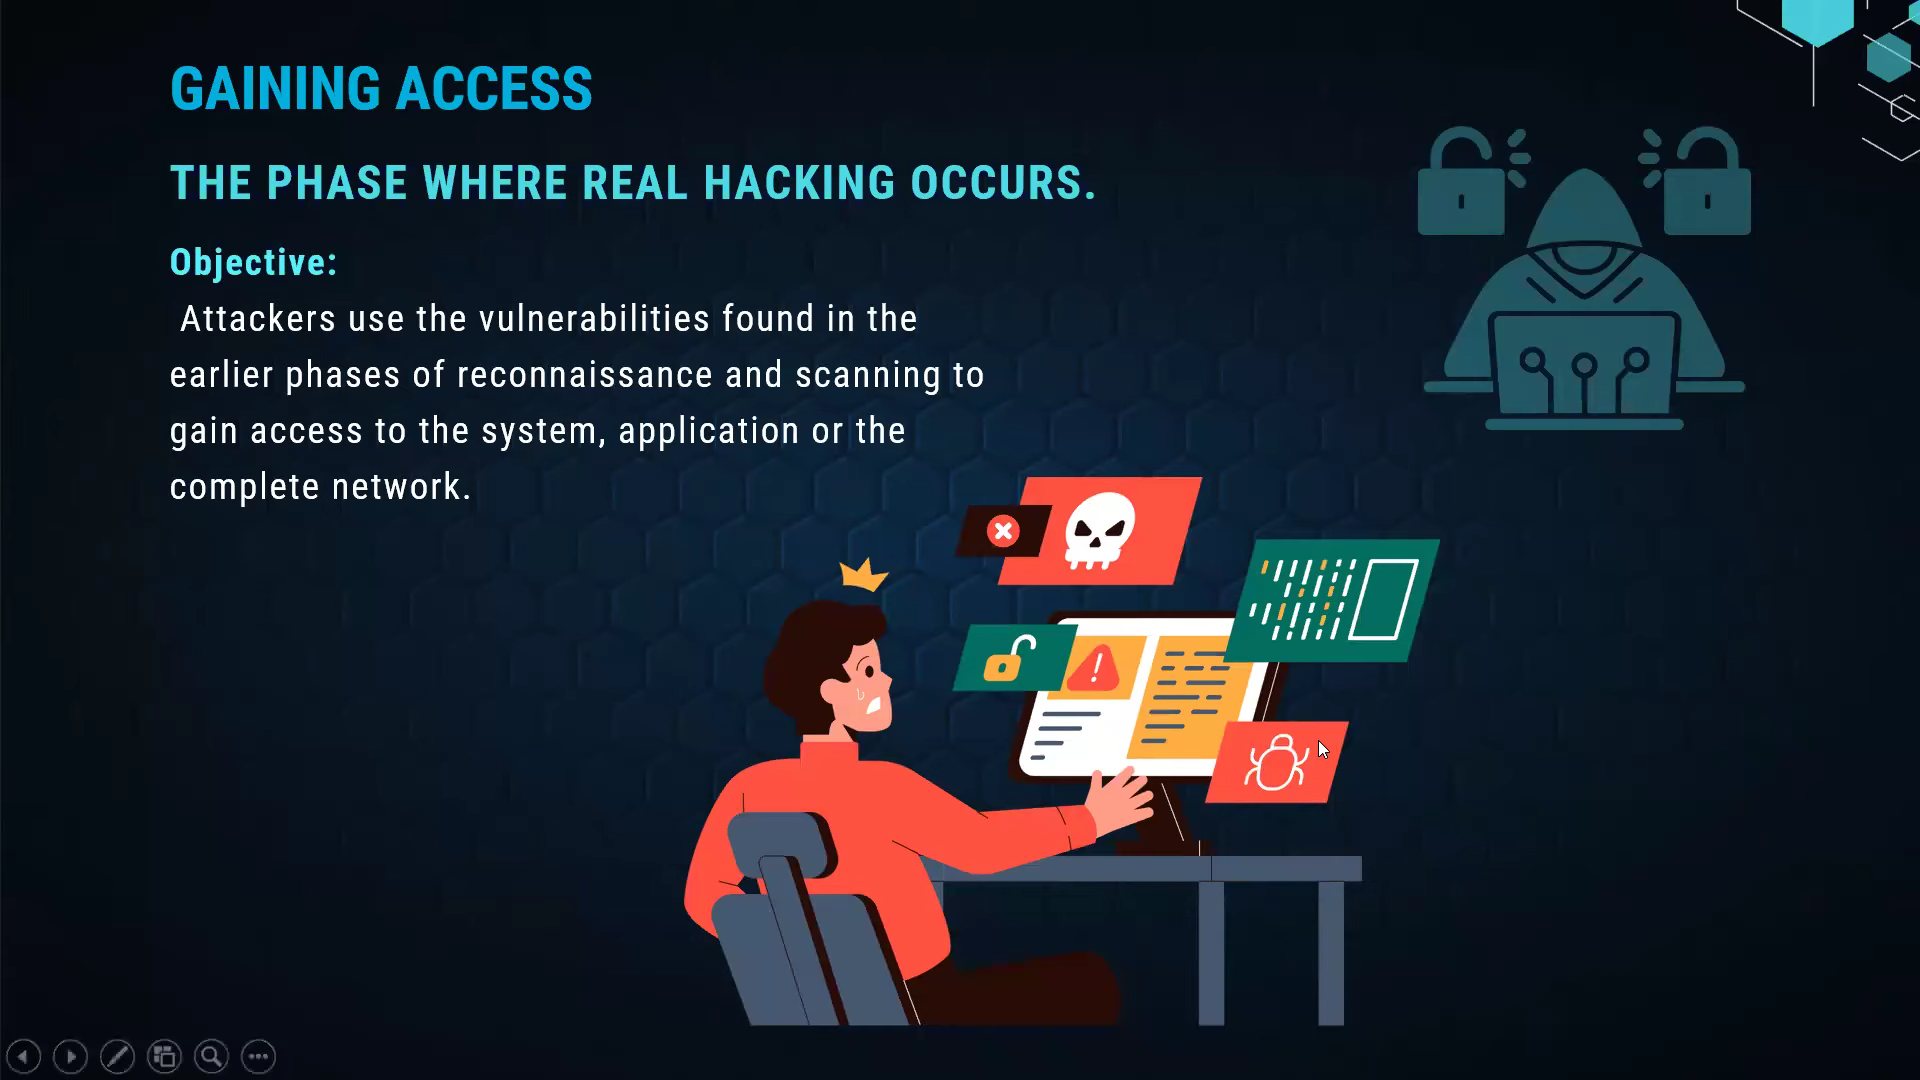 GAINING ACCESS
THE PHASE WHERE REAL HACKING OCCURS.
Objective:
Attackers use the vulnerabilities found in the
earlier phases of reconnaissance and scanning to
gain access to the system, application or the
complete network.